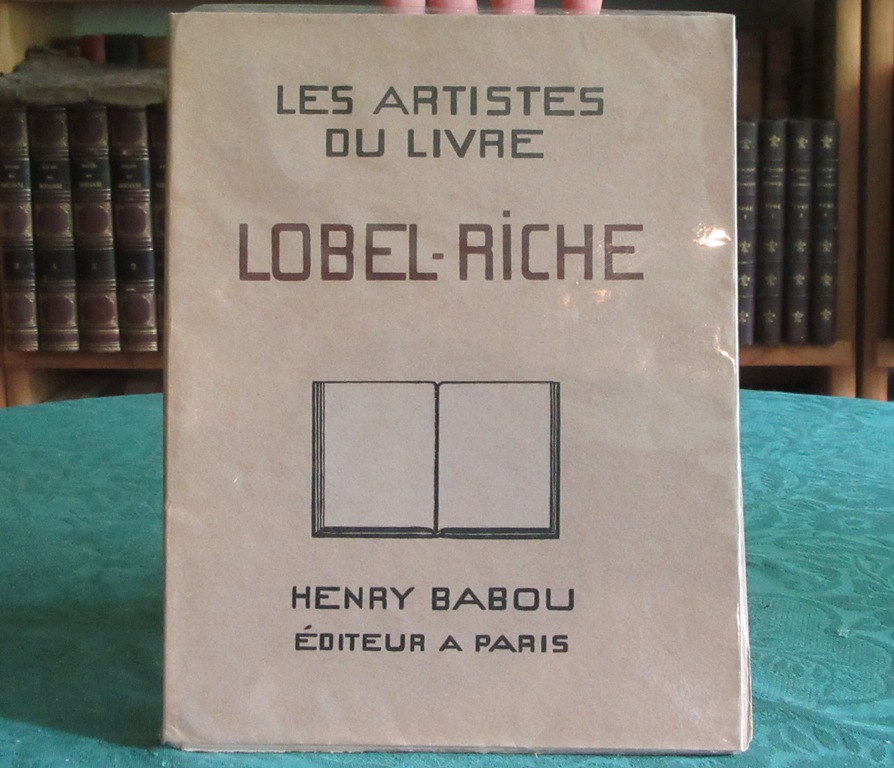 LES ARTISTES
DU LIVRE
LOBEL-RiCHE
HENRY BABOU
ÉDITEUR A PARIS